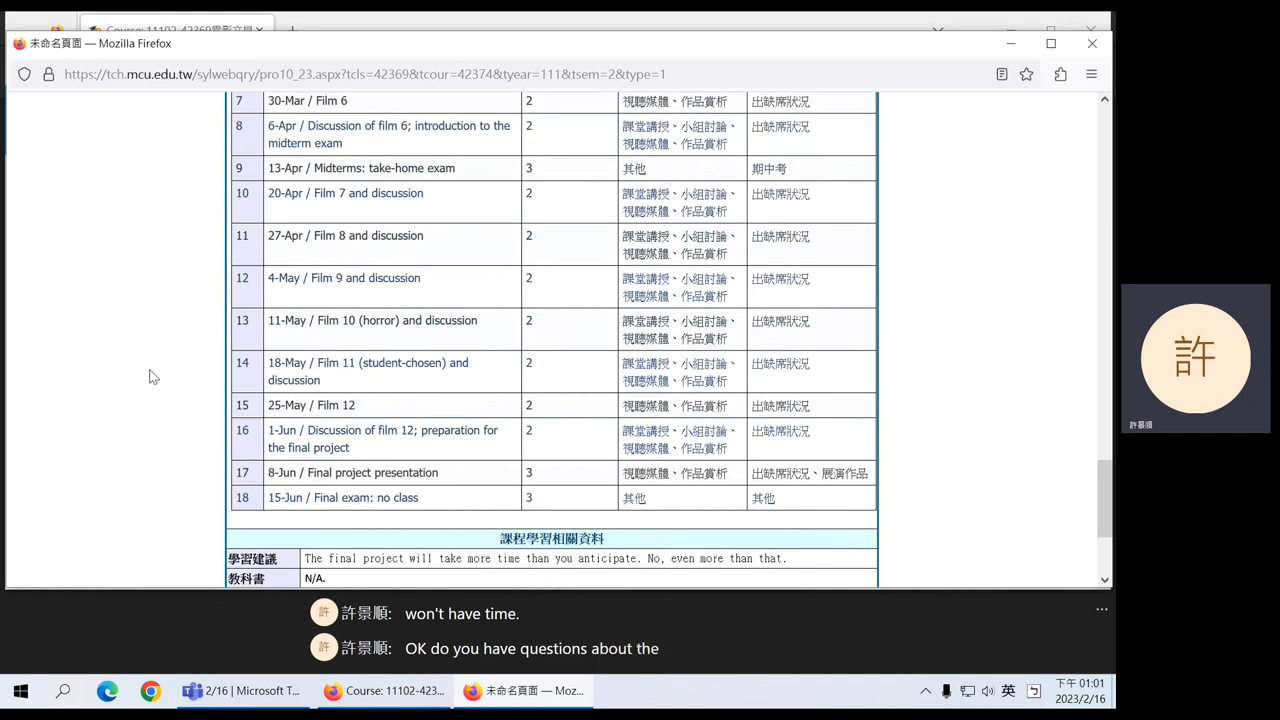 未命名頁面 — Mozilla Firefox
https://tch.mcu.edu.tw/sylwebqry/pro10_23.aspx?tcls=42369&tcour=42374&tyear=111&tsem=2&type=1
7 30-Mar / Film 6 2 視聽媒體、作品賞析 出缺席狀況
8 6-Apr / Discussion of film 6; introduction to the 2 課堂講授、小組討論、 出缺席狀況
midterm exam 視聽媒體、作品賞析
9 13-Apr / Midterms: take-home exam 3 其他 期中考
10 20-Apr / Film 7 and discussion 2 課堂講授、小組討論、 出缺席狀況
視聽媒體、作品賞析
11 27-Apr / Film 8 and discussion 2 課堂講授、小組討論、 出缺席狀況
視聽媒體、作品賞析
12 4-May / Film 9 and discussion 2 課堂講授、小組討論、 出缺席狀況
視聽媒體、作品賞析
13 11-May / Film 10 (horror) and discussion 2 課堂講授、小組討論、 出缺席狀況
視聽媒體、作品賞析
14 18-May / Film 11 (student-chosen) and 2 課堂講授、小組討論、 出缺席狀況
discussion 視聽媒體、作品賞析
15 25-May / Film 12 2 視聽媒體、作品賞析 出缺席狀況
16 1-Jun / Discussion of film 12; preparation for 2 課堂講授、小組討論、 出缺席狀況
the final project 視聽媒體、作品賞析
17 8-Jun / Final project presentation 3 視聽媒體、作品賞析 出缺席狀況、展演作品
18 15-Jun / Final exam: no class 3 其他 其他
課程學習相關資料
學習建議 The final project will take more time than you anticipate. No, even more than that.
教科書 N/A.
許
許景順
許 許景順: won't have time.
許 許景順: OK do you have questions about the
2/16 | Microsoft T...
Course: 11102-423...
未命名頁面 — Moz...
英
下午 01:01
2023/2/16